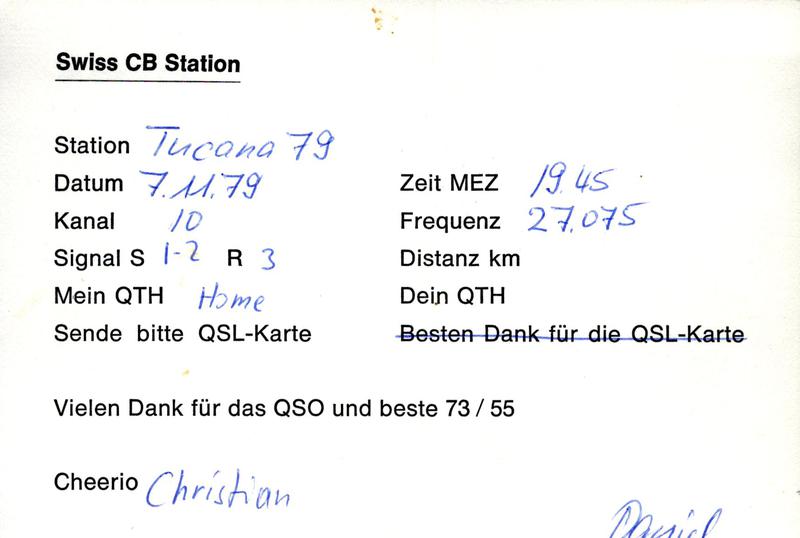 Swiss CB Station
Station Tucana 79
Datum 7.11.79 Zeit MEZ 19.45
Kanal 10 Frequenz 27.075
Signal S 1-2 R 3 Distanz km
Mein QTH Home Dein QTH
Sende bitte QSL-Karte Besten Dank für die QSL-Karte
Vielen Dank für das QSO und beste 73 / 55
Cheerio Christian
Daniel